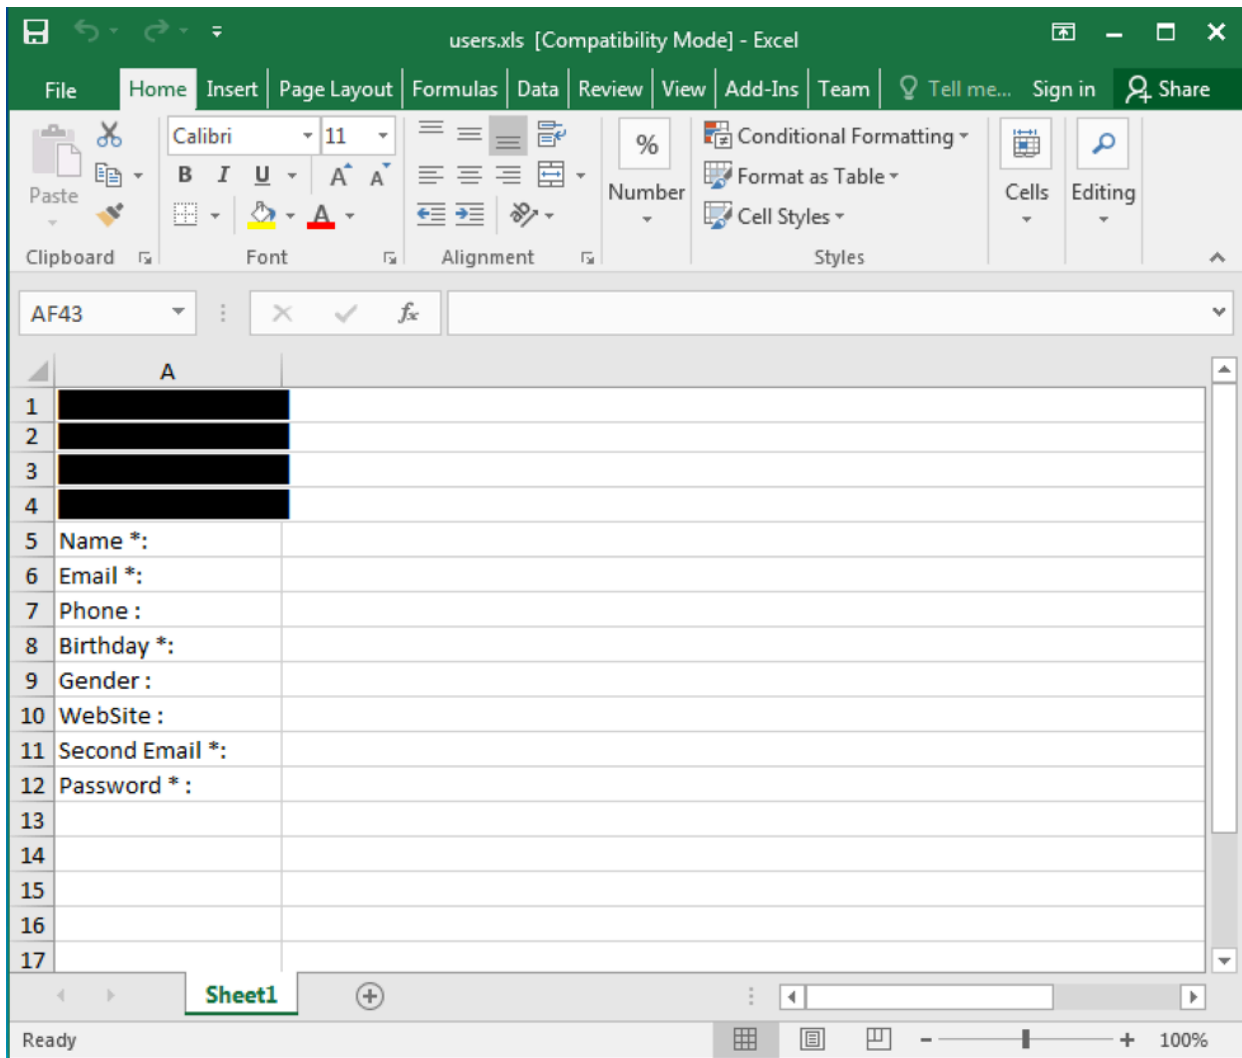 users.xls [Compatibility Mode] - Excel
File Home Insert Page Layout Formulas Data Review View Add-Ins Team Tell me... Sign in Share
Calibri 11 % Conditional Formatting
Paste B I U A A Number Format as Table Cells Editing
A Cell Styles
Clipboard Font Alignment Styles
AF43 fx
A
1
2
3
4
5 Name *:
6 Email *:
7 Phone :
8 Birthday *:
9 Gender :
10 WebSite :
11 Second Email *:
12 Password * :
13
14
15
16
17
Sheet1
Ready 100%